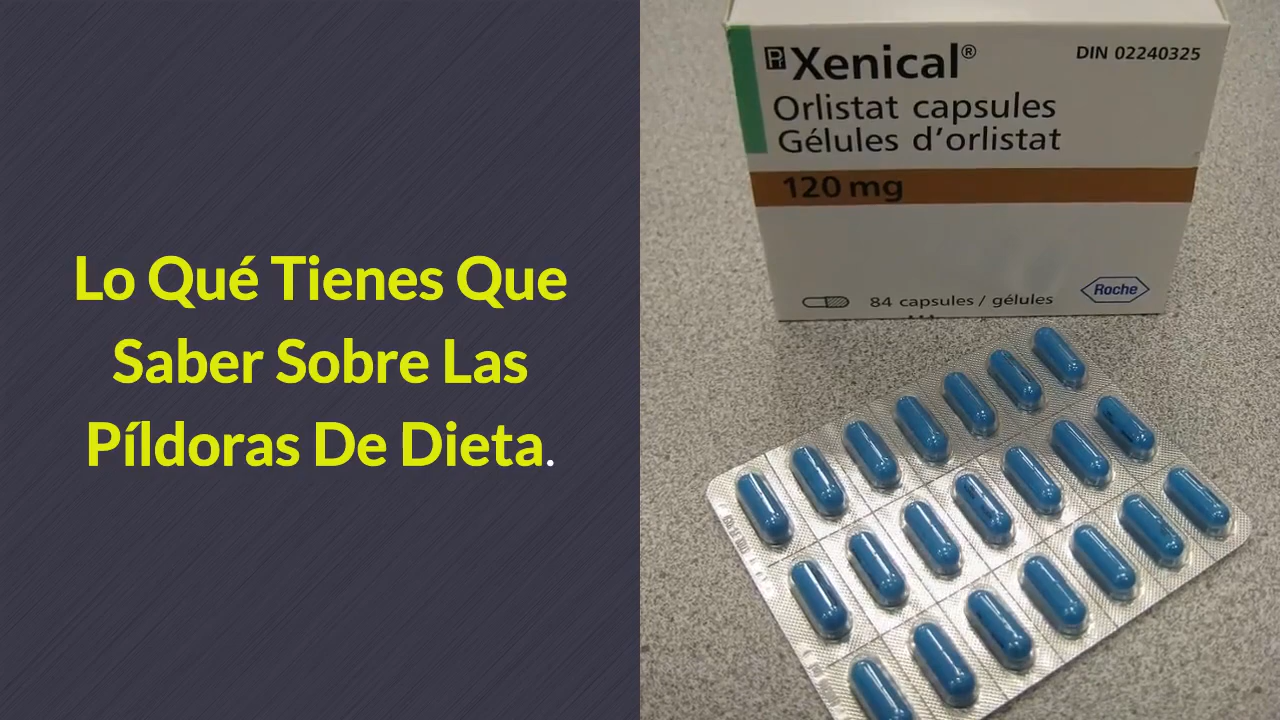 Lo Qué Tienes Que
Saber Sobre Las
Píldoras De Dieta.
Pr Xenical® DIN 02240325
Orlistat capsules
Gélules d'orlistat
120 mg
84 capsules / gélules Roche